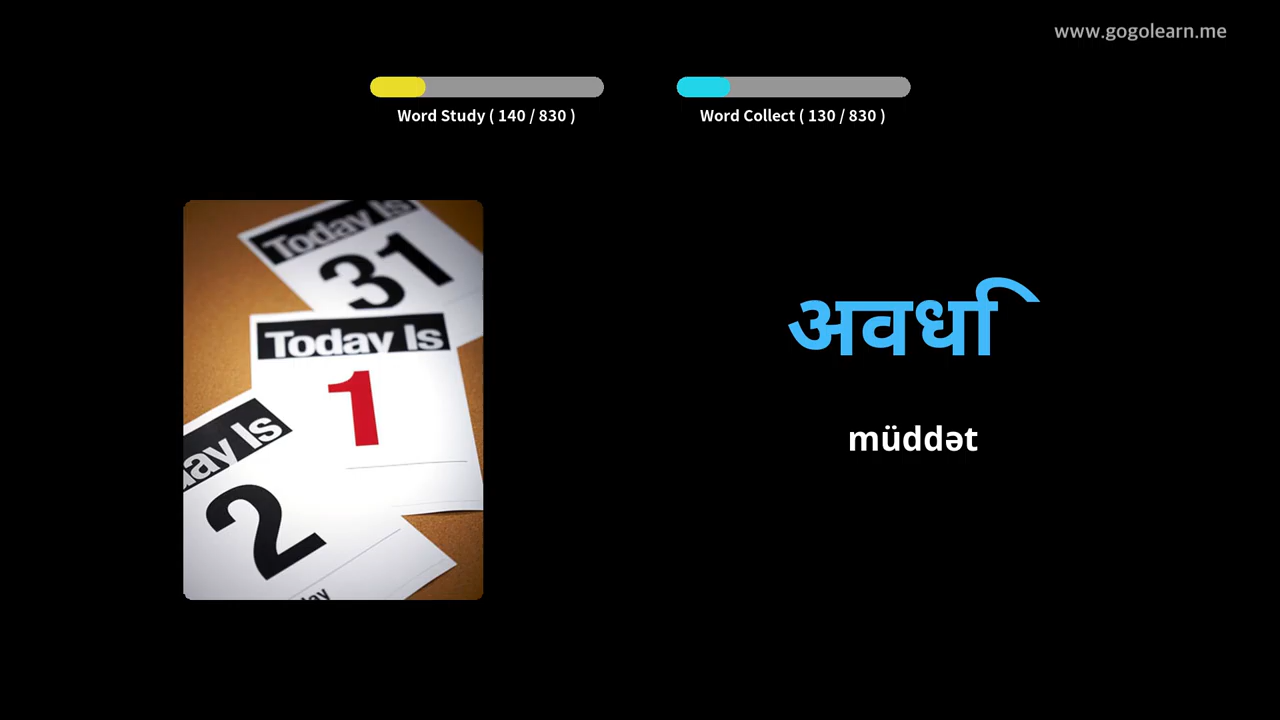 www.gogolearn.me
Word Study ( 140 / 830 )
Word Collect ( 130 / 830 )
Today Is
31
Today Is
1
day Is
2
day
अवधि
müddət